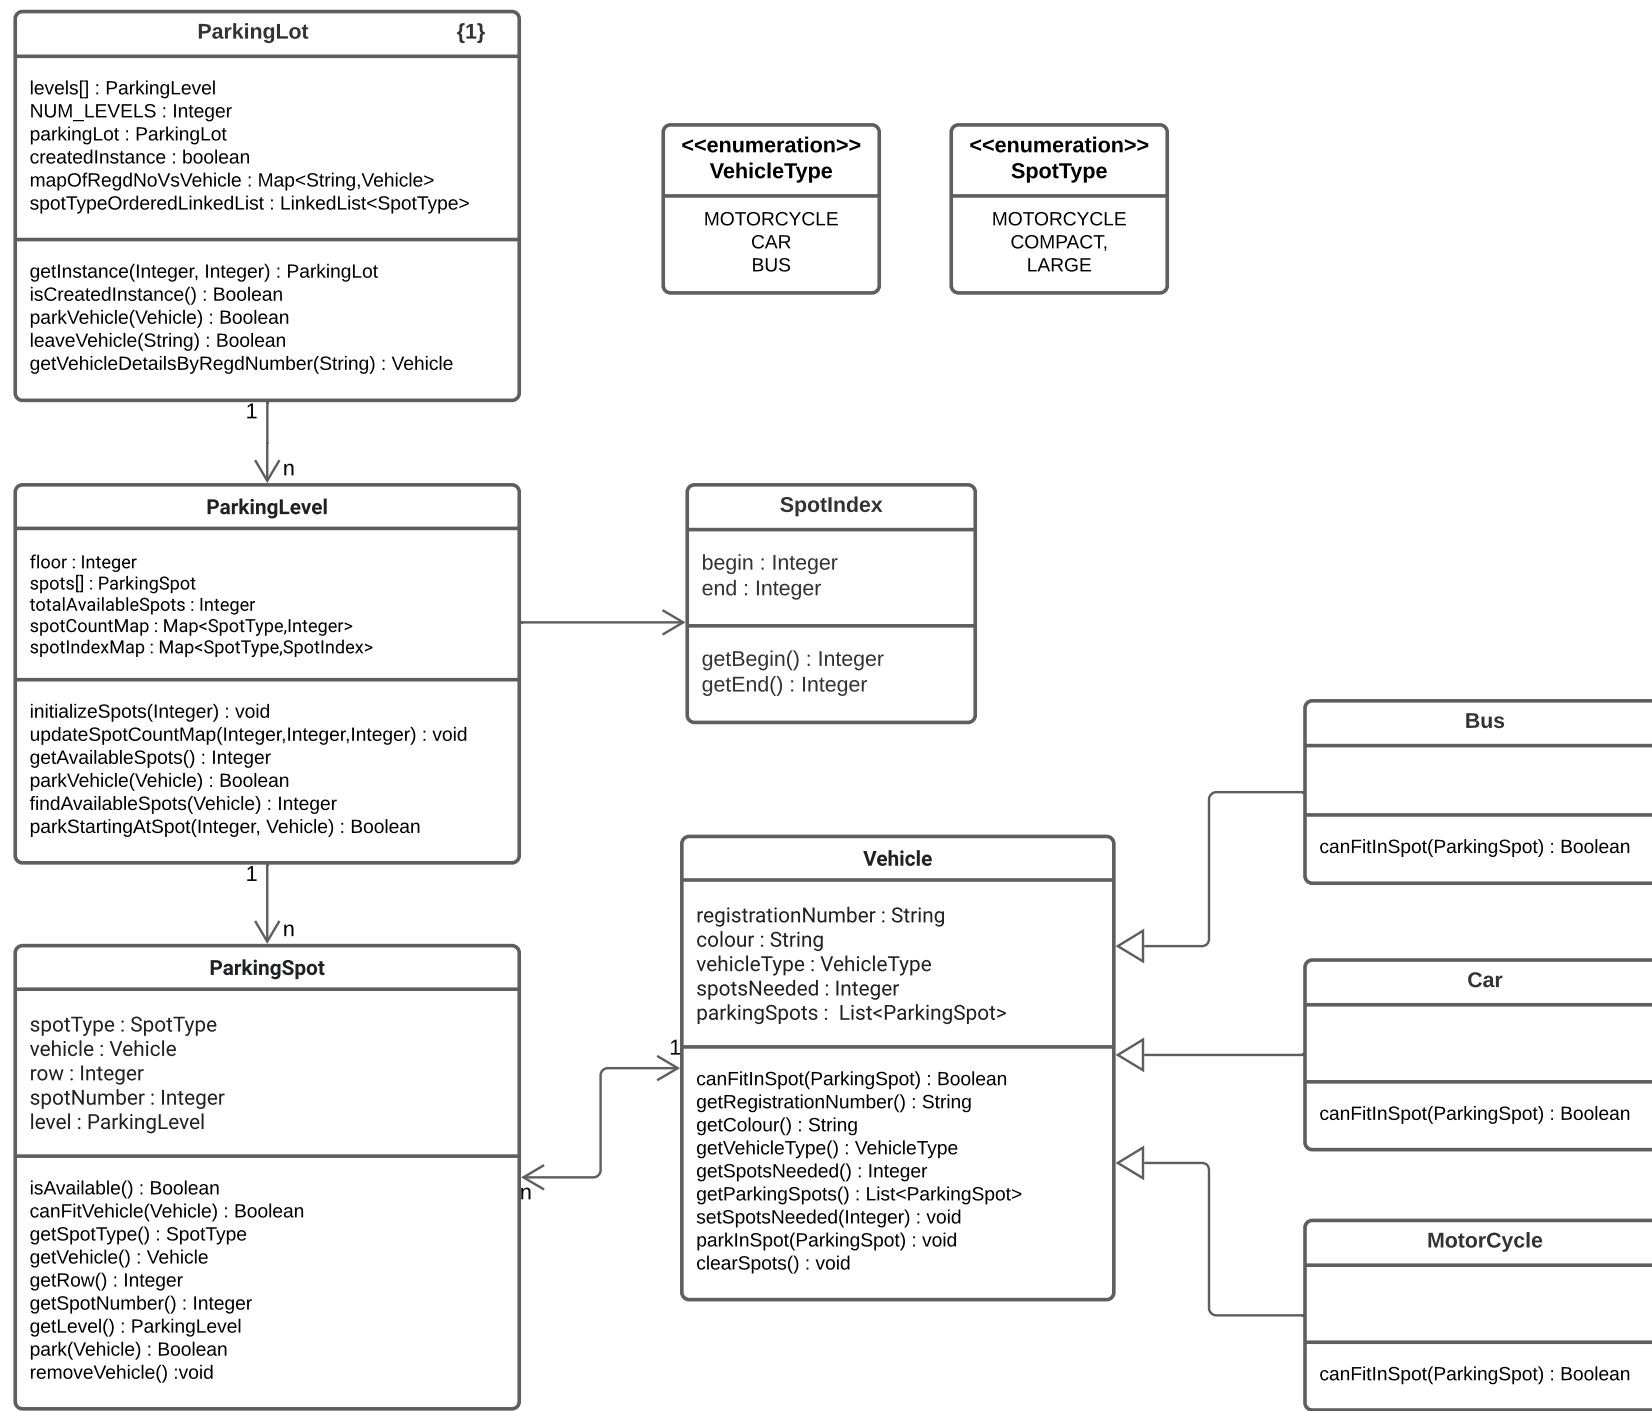 ParkingLot {1}
levels[] : ParkingLevel
NUM_LEVELS : Integer
parkingLot : ParkingLot
createdInstance : boolean
mapOfRegdNoVsVehicle : Map<String,Vehicle>
spotTypeOrderedLinkedList : LinkedList<SpotType>
getInstance(Integer, Integer) : ParkingLot
isCreatedInstance() : Boolean
parkVehicle(Vehicle) : Boolean
leaveVehicle(String) : Boolean
getVehicleDetailsByRegdNumber(String) : Vehicle
<<enumeration>>
VehicleType
MOTORCYCLE
CAR
BUS
<<enumeration>>
SpotType
MOTORCYCLE
COMPACT,
LARGE
1
n
ParkingLevel
floor : Integer
spots[] : ParkingSpot
totalAvailableSpots : Integer
spotCountMap : Map<SpotType,Integer>
spotIndexMap : Map<SpotType,SpotIndex>
initializeSpots(Integer) : void
updateSpotCountMap(Integer,Integer,Integer) : void
getAvailableSpots() : Integer
parkVehicle(Vehicle) : Boolean
findAvailableSpots(Vehicle) : Integer
parkStartingAtSpot(Integer, Vehicle) : Boolean
SpotIndex
begin : Integer
end : Integer
getBegin() : Integer
getEnd() : Integer
1
n
ParkingSpot
spotType : SpotType
vehicle : Vehicle
row : Integer
spotNumber : Integer
level : ParkingLevel
isAvailable() : Boolean
canFitVehicle(Vehicle) : Boolean
getSpotType() : SpotType
getVehicle() : Vehicle
getRow() : Integer
getSpotNumber() : Integer
getLevel() : ParkingLevel
park(Vehicle) : Boolean
removeVehicle() :void
1
n
Vehicle
registrationNumber : String
colour : String
vehicleType : VehicleType
spotsNeeded : Integer
parkingSpots :  List<ParkingSpot>
canFitInSpot(ParkingSpot) : Boolean
getRegistrationNumber() : String
getColour() : String
getVehicleType() : VehicleType
getSpotsNeeded() : Integer
getParkingSpots() : List<ParkingSpot>
setSpotsNeeded(Integer) : void
parkInSpot(ParkingSpot) : void
clearSpots() : void
Bus
canFitInSpot(ParkingSpot) : Boolean
Car
canFitInSpot(ParkingSpot) : Boolean
MotorCycle
canFitInSpot(ParkingSpot) : Boolean